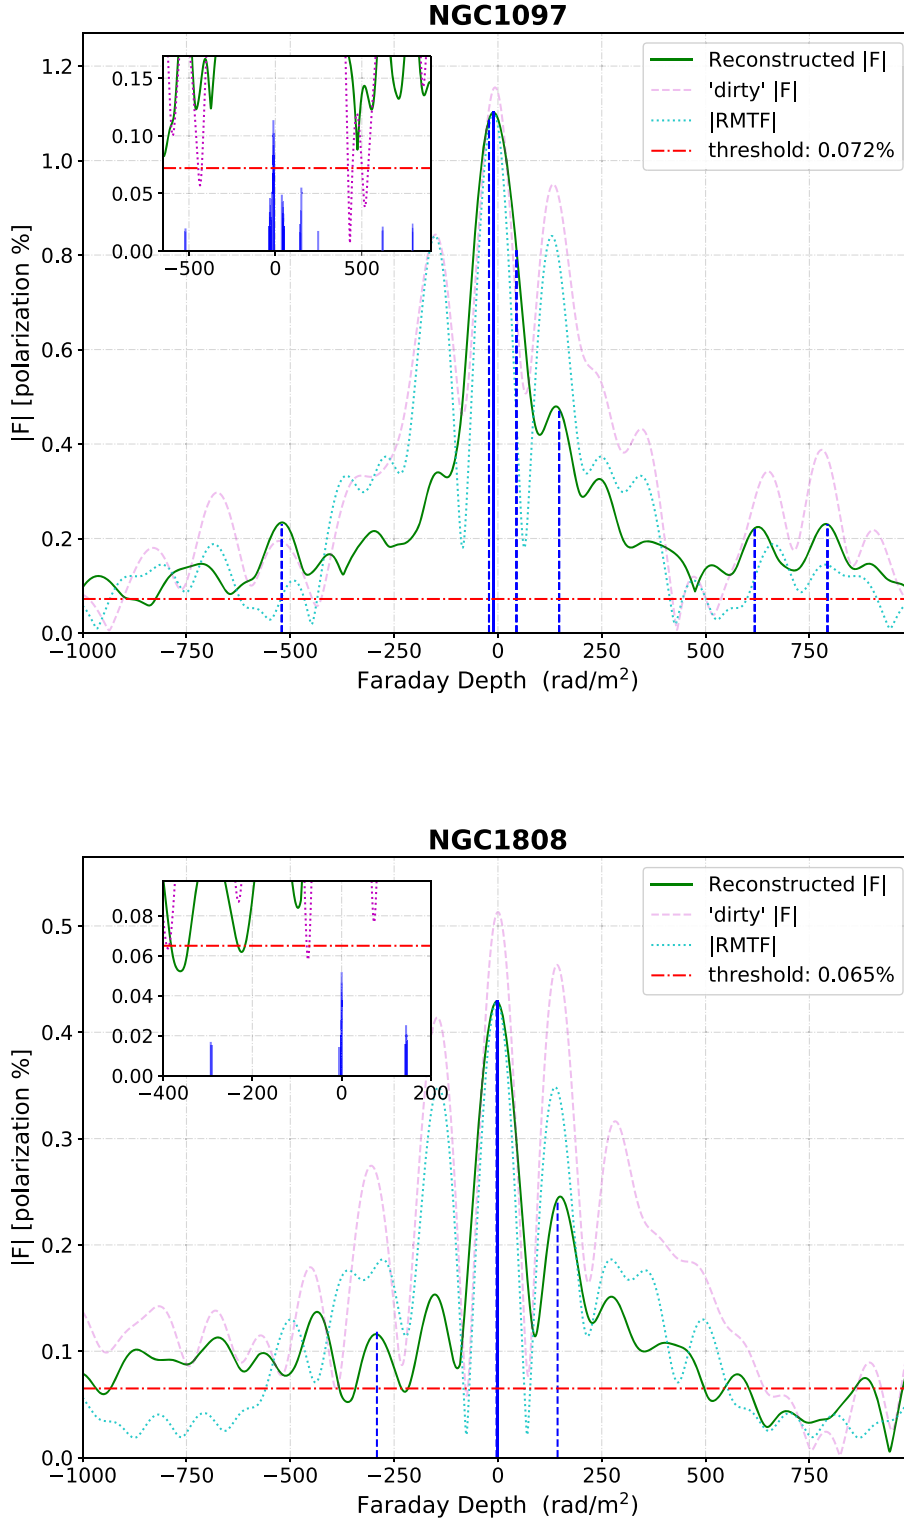 NGC1097
Reconstructed |F|
'dirty' |F|
|RMTF|
threshold: 0.072%
1.2
1.0
0.8
0.6
0.4
0.2
0.0
|F| [polarization %]
0.15
0.10
0.05
0.00
−500 0 500
−1000 −750 −500 −250 0 250 500 750
Faraday Depth (rad/m²)
NGC1808
Reconstructed |F|
'dirty' |F|
|RMTF|
threshold: 0.065%
0.5
0.4
0.3
0.2
0.1
0.0
|F| [polarization %]
0.08
0.06
0.04
0.02
0.00
−400 −200 0 200
−1000 −750 −500 −250 0 250 500 750
Faraday Depth (rad/m²)